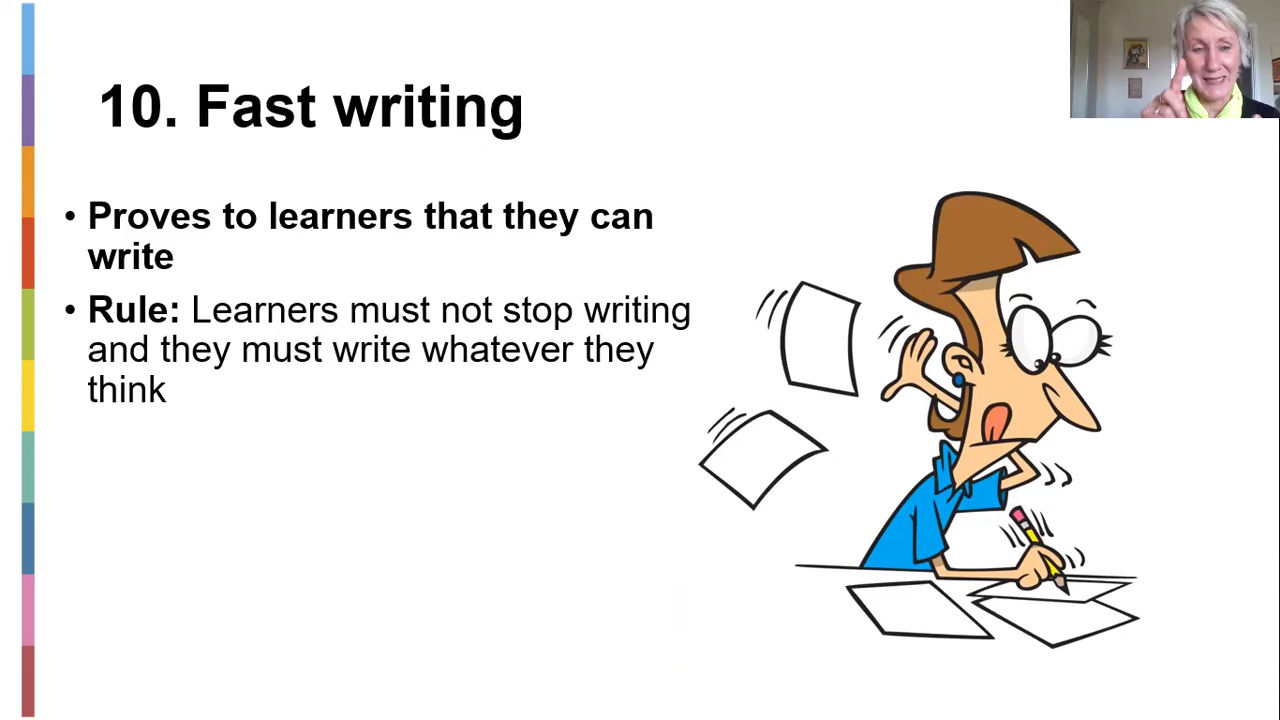 10. Fast writing
• Proves to learners that they can
write
• Rule: Learners must not stop writing
and they must write whatever they
think